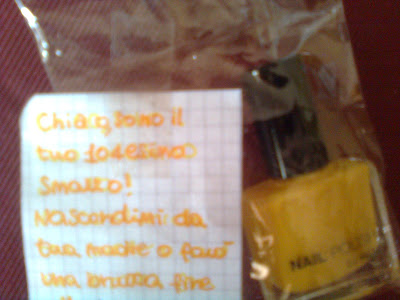 sono il
tuo
smalto!
Nascondimi da
tua madre o farò
una brutta fine
NAIL